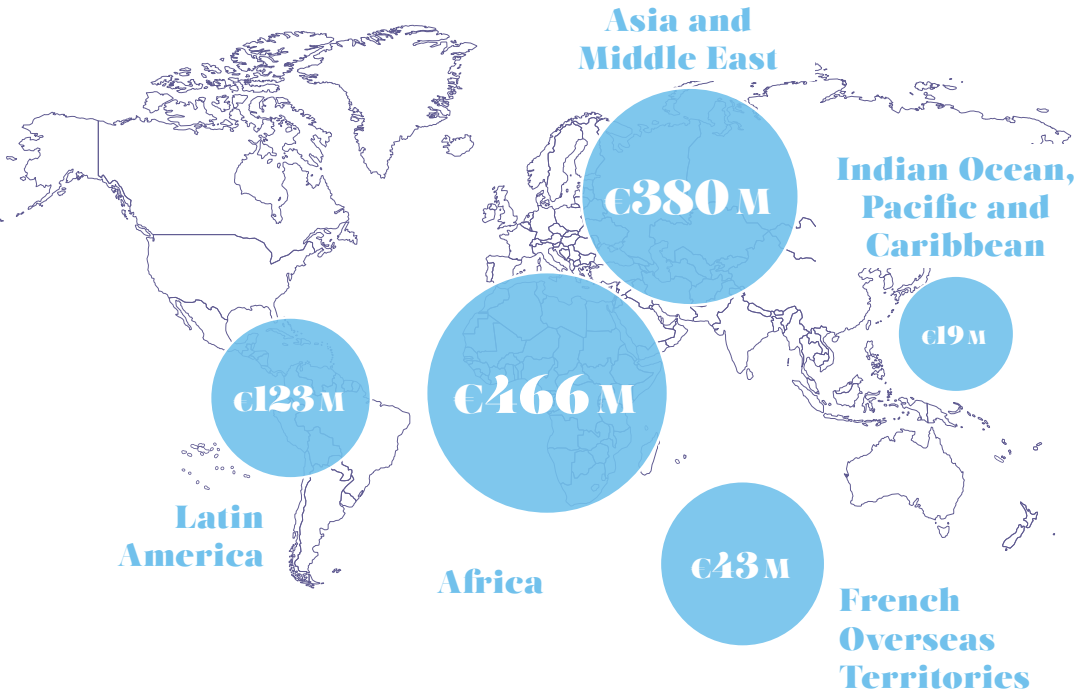 Asia and
Middle East
€380 M
Indian Ocean,
Pacific and
Caribbean
€19 M
€123 M
Latin
America
€466 M
Africa
€43 M
French
Overseas
Territories